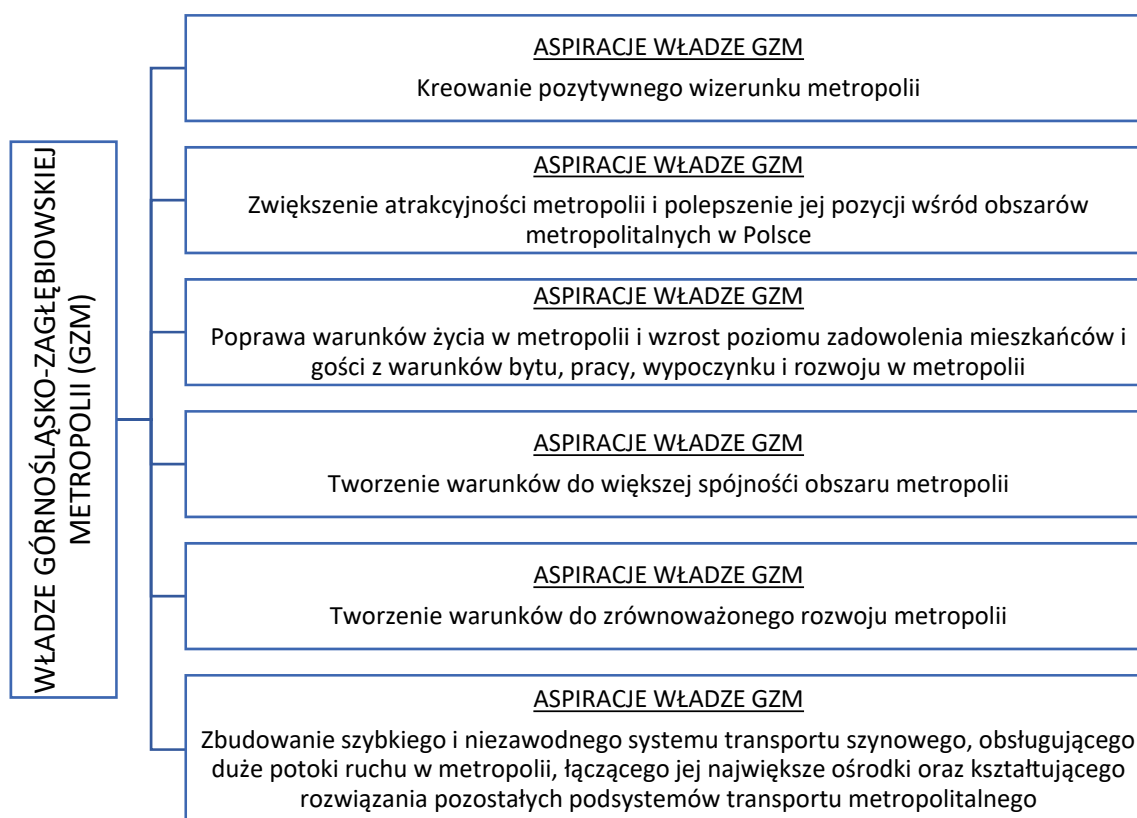 WŁADZE GÓRNOŚLĄSKO-ZAGŁĘBIOWSKIEJ
METROPOLII (GZM)
ASPIRACJE WŁADZE GZM
Kreowanie pozytywnego wizerunku metropolii
ASPIRACJE WŁADZE GZM
Zwiększenie atrakcyjności metropolii i polepszenie jej pozycji wśród obszarów
metropolitalnych w Polsce
ASPIRACJE WŁADZE GZM
Poprawa warunków życia w metropolii i wzrost poziomu zadowolenia mieszkańców i
gości z warunków bytu, pracy, wypoczynku i rozwoju w metropolii
ASPIRACJE WŁADZE GZM
Tworzenie warunków do większej spójnośći obszaru metropolii
ASPIRACJE WŁADZE GZM
Tworzenie warunków do zrównoważonego rozwoju metropolii
ASPIRACJE WŁADZE GZM
Zbudowanie szybkiego i niezawodnego systemu transportu szynowego, obsługującego
duże potoki ruchu w metropolii, łączącego jej największe ośrodki oraz kształtującego
rozwiązania pozostałych podsystemów transportu metropolitalnego